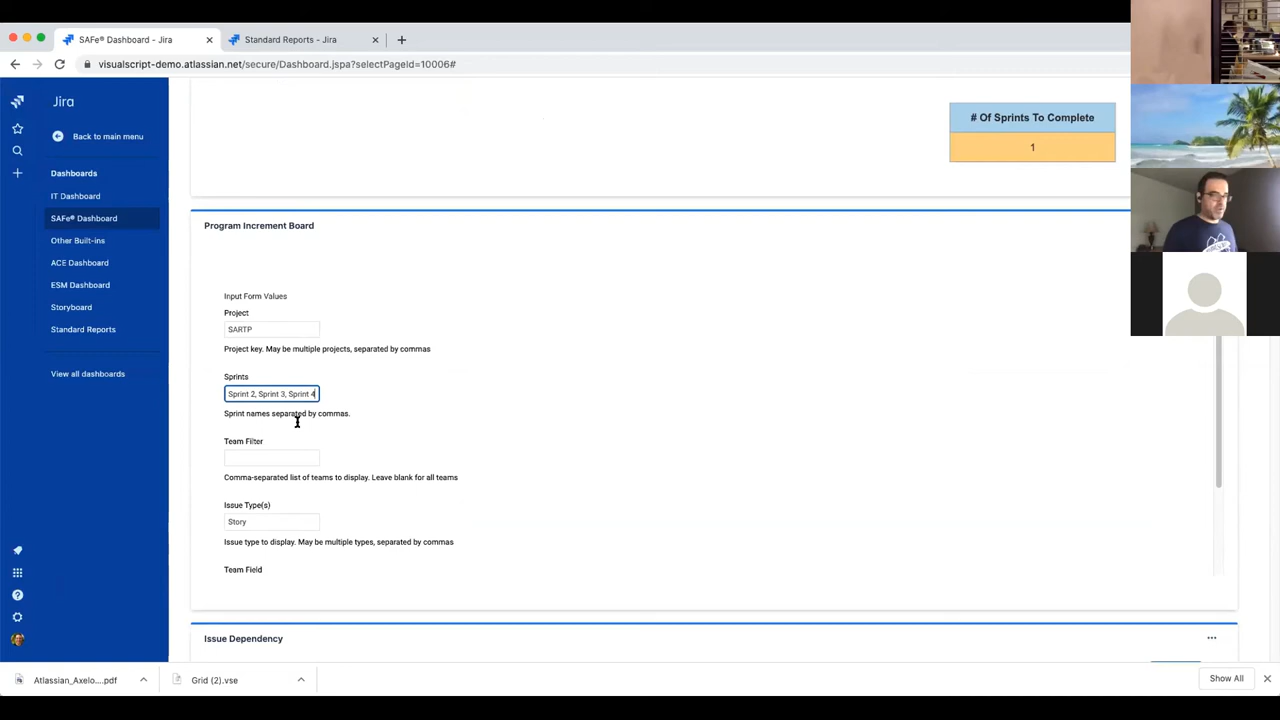 SAFe® Dashboard - Jira
Standard Reports - Jira
visualscript-demo.atlassian.net/secure/Dashboard.jspa?selectPageId=10006#
Jira
Back to main menu
Dashboards
IT Dashboard
SAFe® Dashboard
Other Built-ins
ACE Dashboard
ESM Dashboard
Storyboard
Standard Reports
View all dashboards
# Of Sprints To Complete
1
Program Increment Board
Input Form Values
Project
SARTP
Project key. May be multiple projects, separated by commas
Sprints
Sprint 2, Sprint 3, Sprint 4
Sprint names separated by commas.
Team Filter
Comma-separated list of teams to display. Leave blank for all teams
Issue Type(s)
Story
Issue type to display. May be multiple types, separated by commas
Team Field
Issue Dependency
Atlassian_Axelo....pdf
Grid (2).vse
Show All